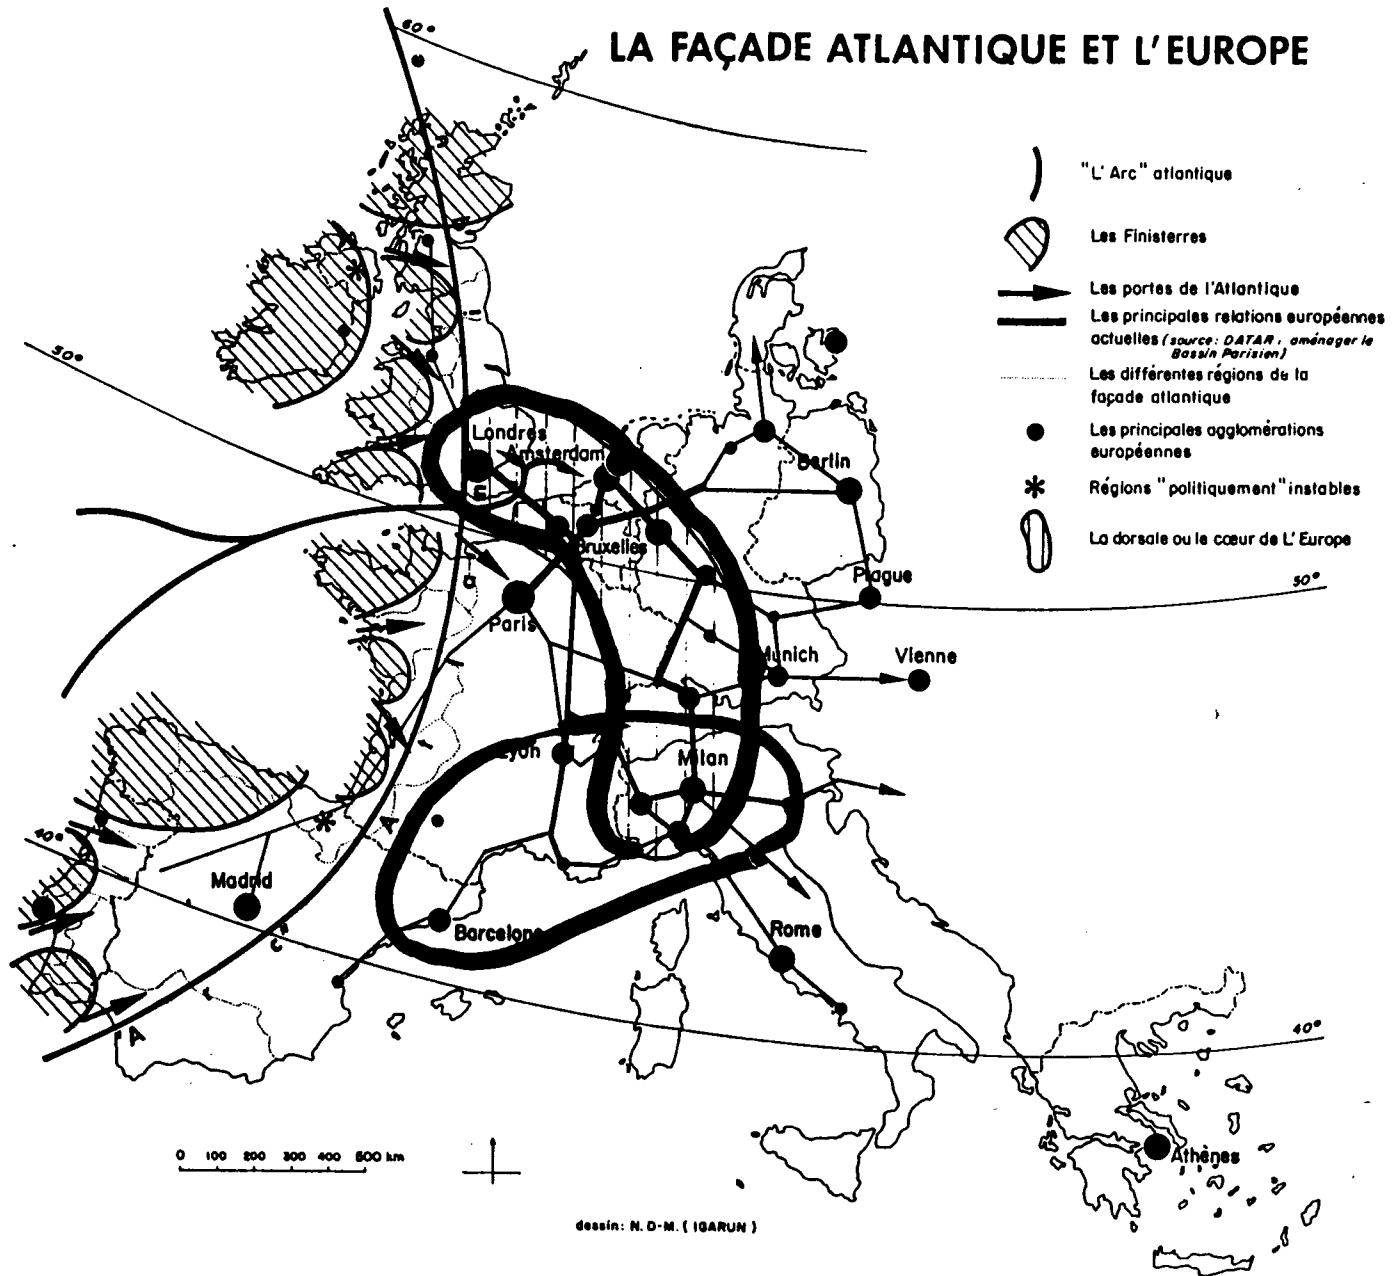 LA FAÇADE ATLANTIQUE ET L'EUROPE
60°
"L'Arc" atlantique
Les Finisterres
Les portes de l'Atlantique
Les principales relations européennes
actuelles (source: DATAR, aménager le
Bassin Parisien)
Les différentes régions de la
façade atlantique
Les principales agglomérations
européennes
Régions "politiquement" instables
La dorsale ou le cœur de L'Europe
50°
Londres
Amsterdam
Berlin
Bruxelles
Prague
50°
Paris
Munich
Vienne
Lyon
Milan
40°
Madrid
Barcelone
Rome
A
C
A
40°
Athènes
0 100 200 300 400 500 km
dessin: N. D-M. ( IGARUN )